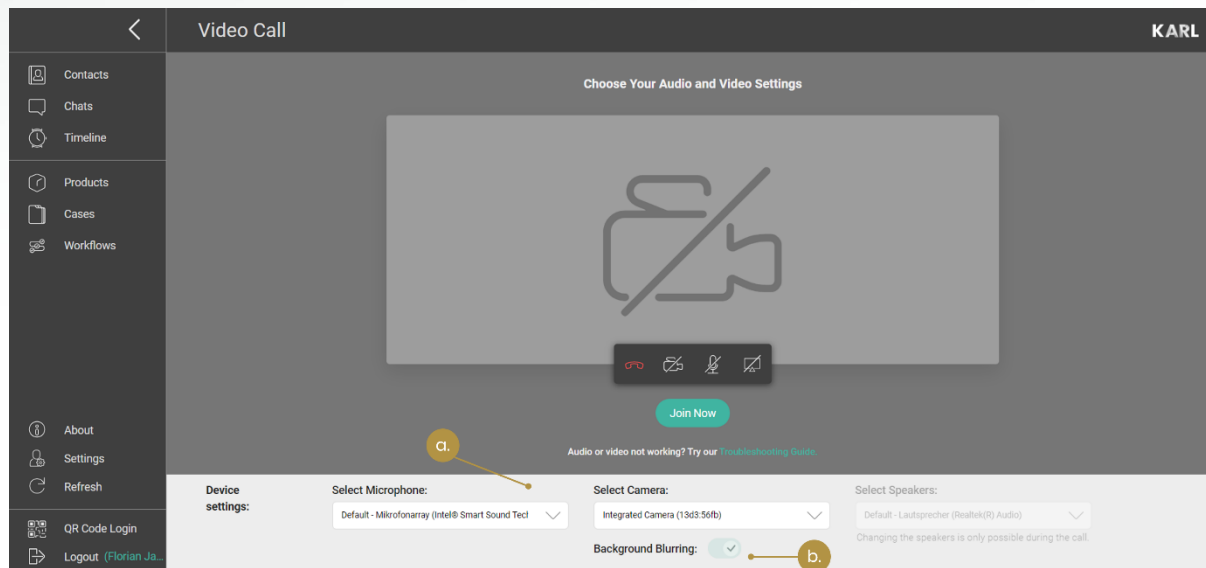 Video Call
KARL
Contacts
Chats
Timeline
Products
Cases
Workflows
About
Settings
Refresh
QR Code Login
Logout (Florian Ja...
Choose Your Audio and Video Settings
Join Now
Audio or video not working? Try our Troubleshooting Guide.
a.
Device
settings:
Select Microphone:
Default - Mikrofonarray (Intel® Smart Sound Tecl
Select Camera:
Integrated Camera (13d3:56fb)
Background Blurring:
b.
Select Speakers:
Default - Lautsprecher (Realtek(R) Audio)
Changing the speakers is only possible during the call.